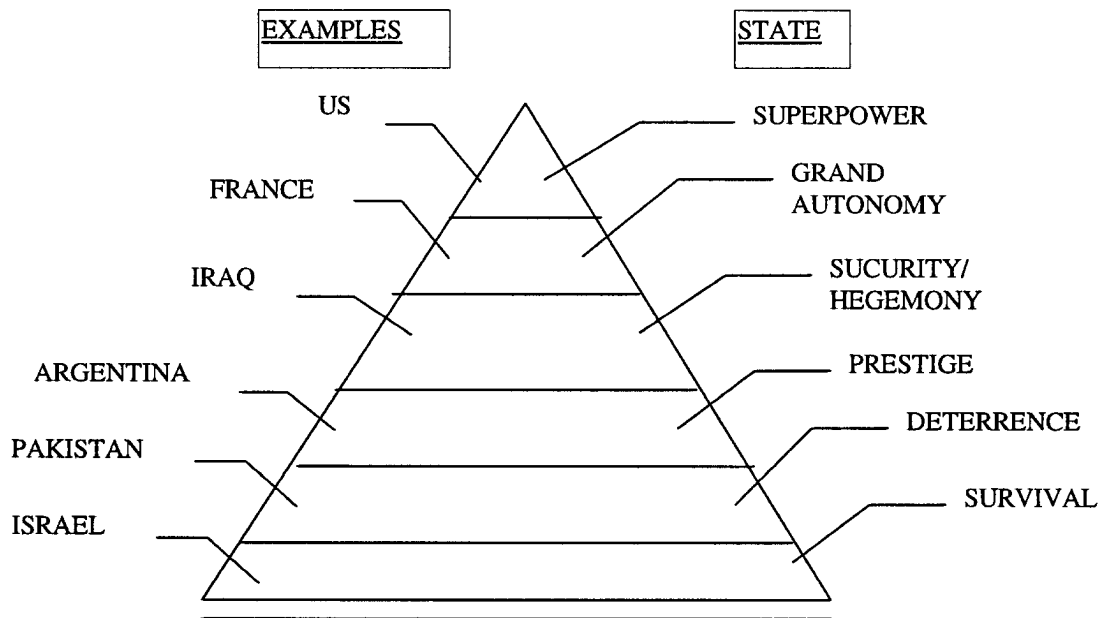 EXAMPLES
STATE
US
SUPERPOWER
FRANCE
GRAND
AUTONOMY
IRAQ
SUCURITY/
HEGEMONY
ARGENTINA
PRESTIGE
PAKISTAN
DETERRENCE
ISRAEL
SURVIVAL